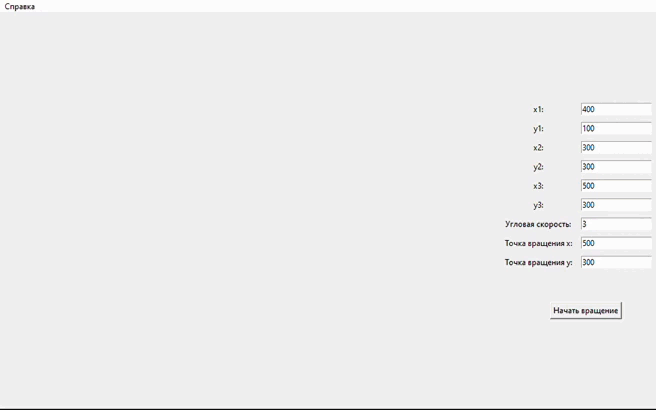 Справка
x1: 400
y1: 100
x2: 300
y2: 300
x3: 500
y3: 300
Угловая скорость: 3
Точка вращения x: 500
Точка вращения y: 300
Начать вращение